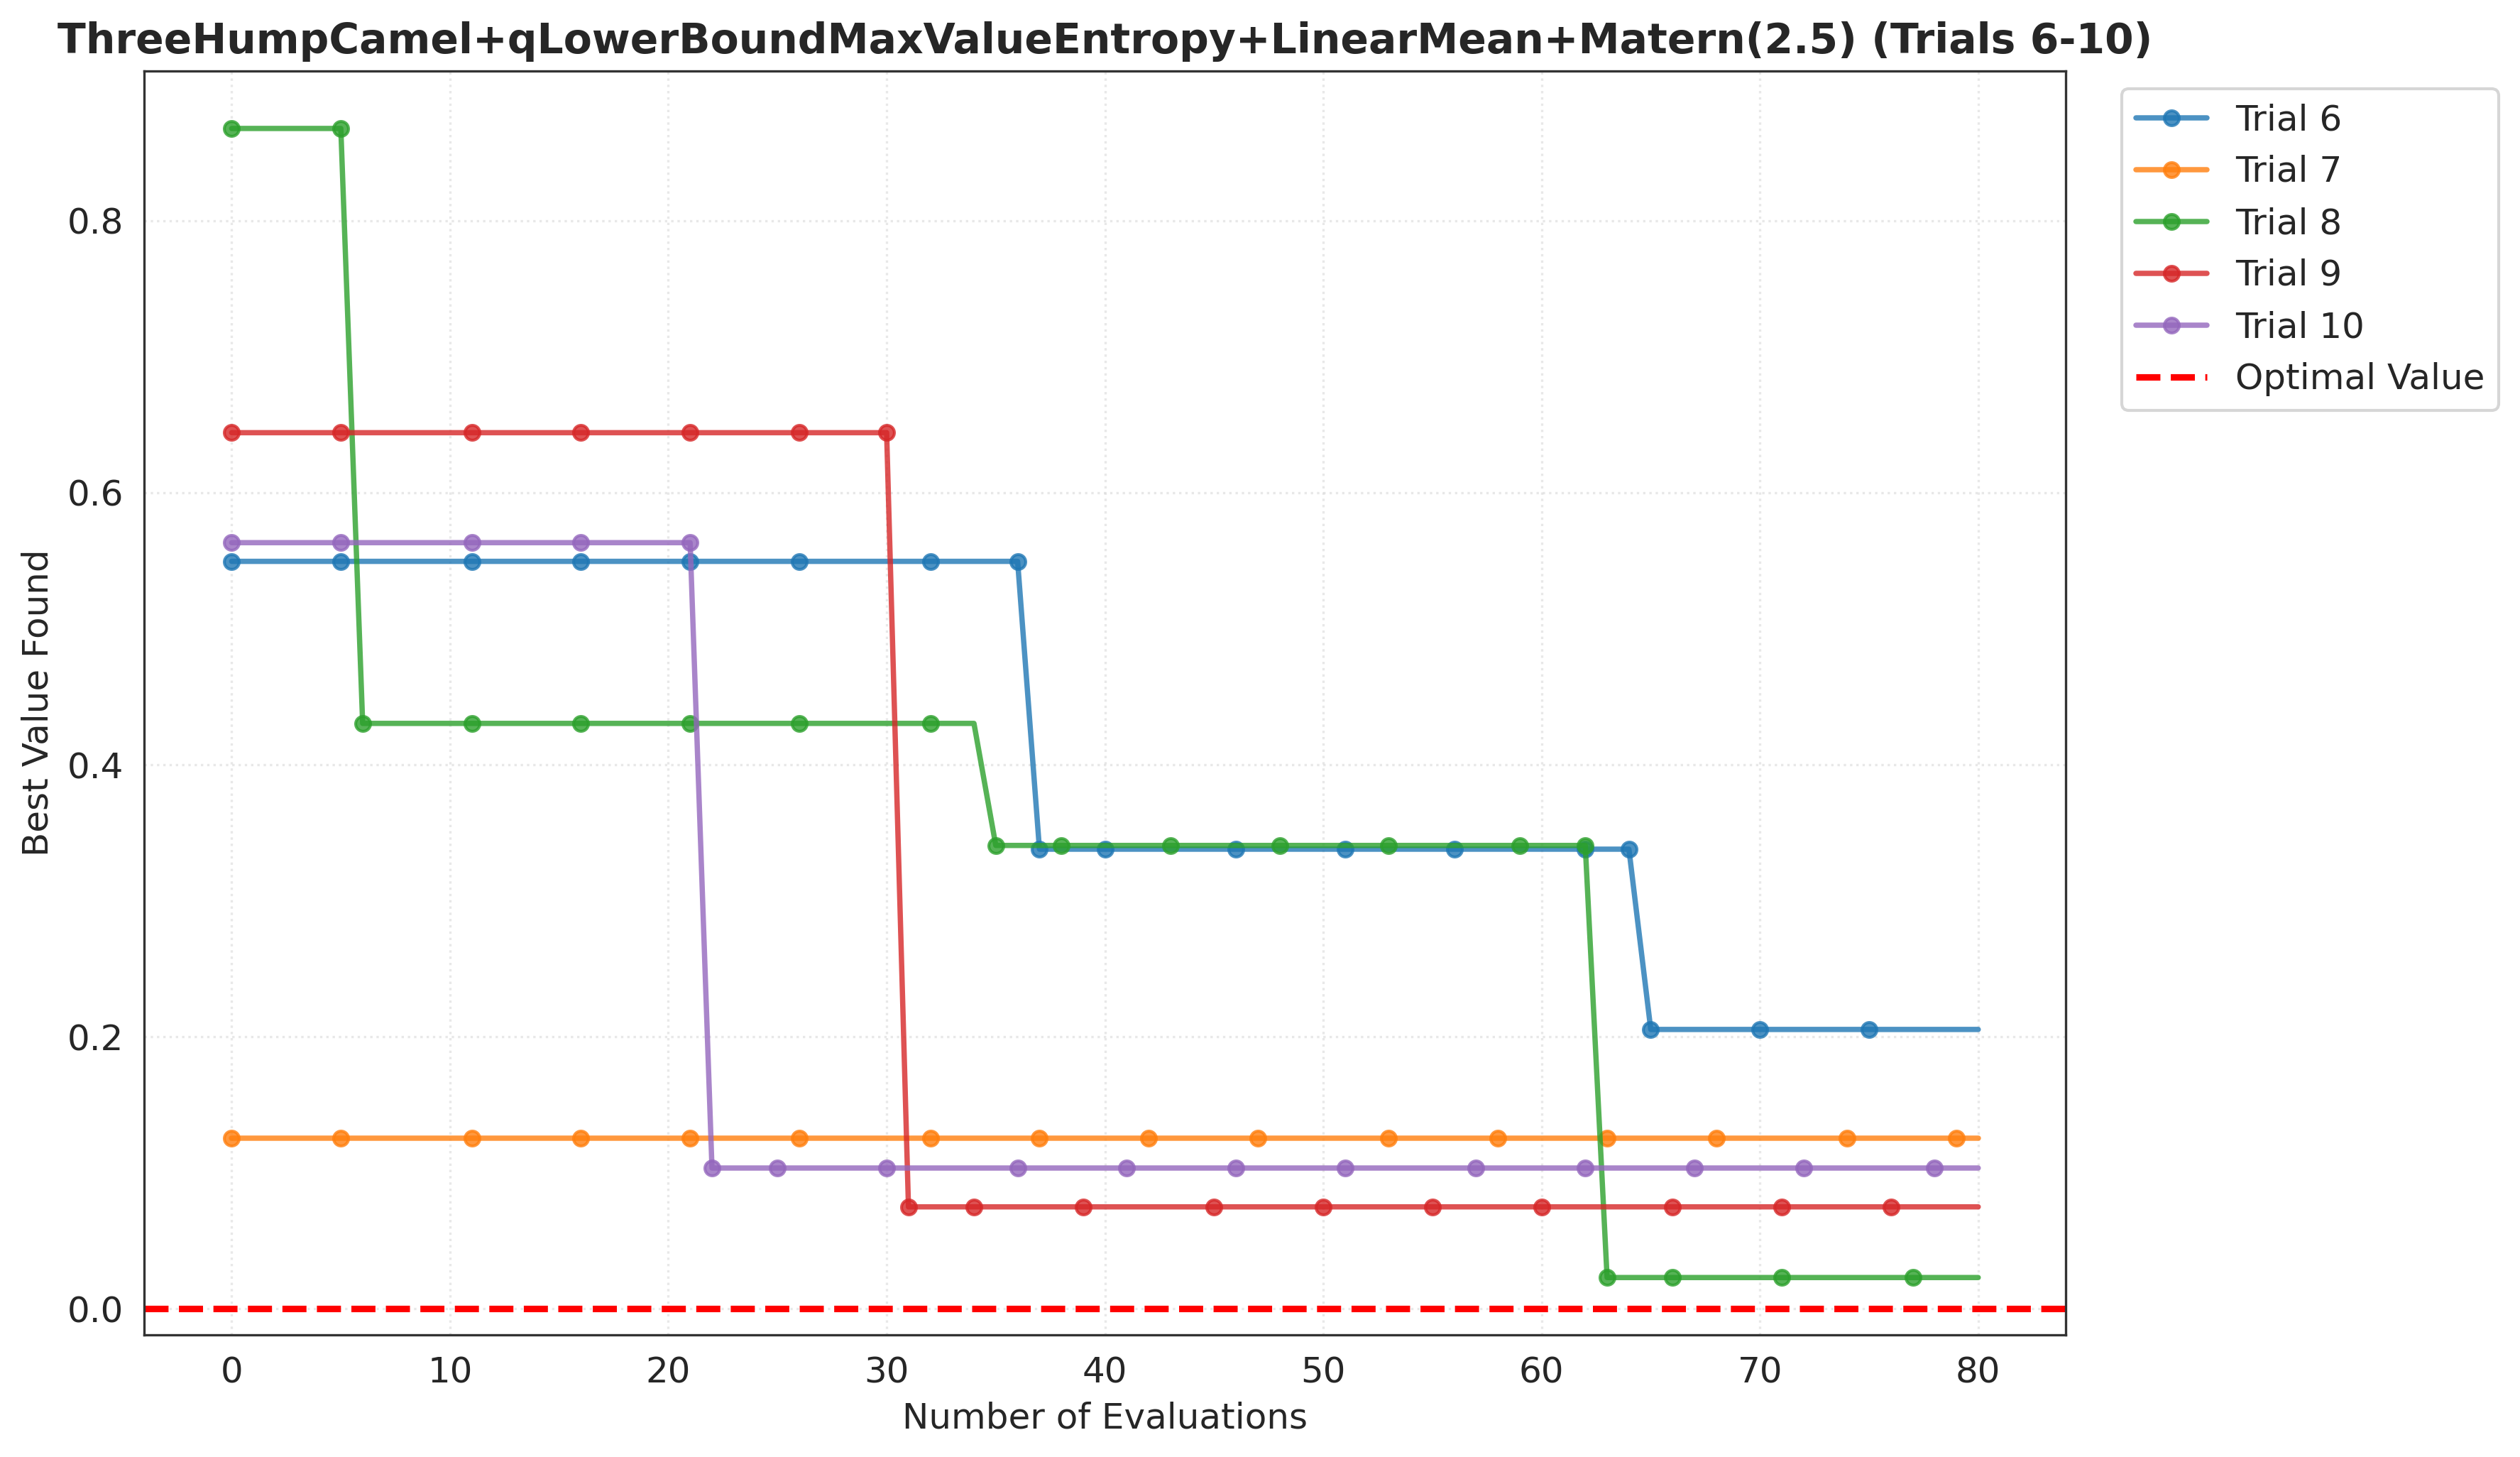 ThreeHumpCamel+qLowerBoundMaxValueEntropy+LinearMean+Matern(2.5) (Trials 6-10)
Trial 6
Trial 7
Trial 8
Trial 9
Trial 10
Optimal Value
Best Value Found
0.8
0.6
0.4
0.2
0.0
0 10 20 30 40 50 60 70 80
Number of Evaluations